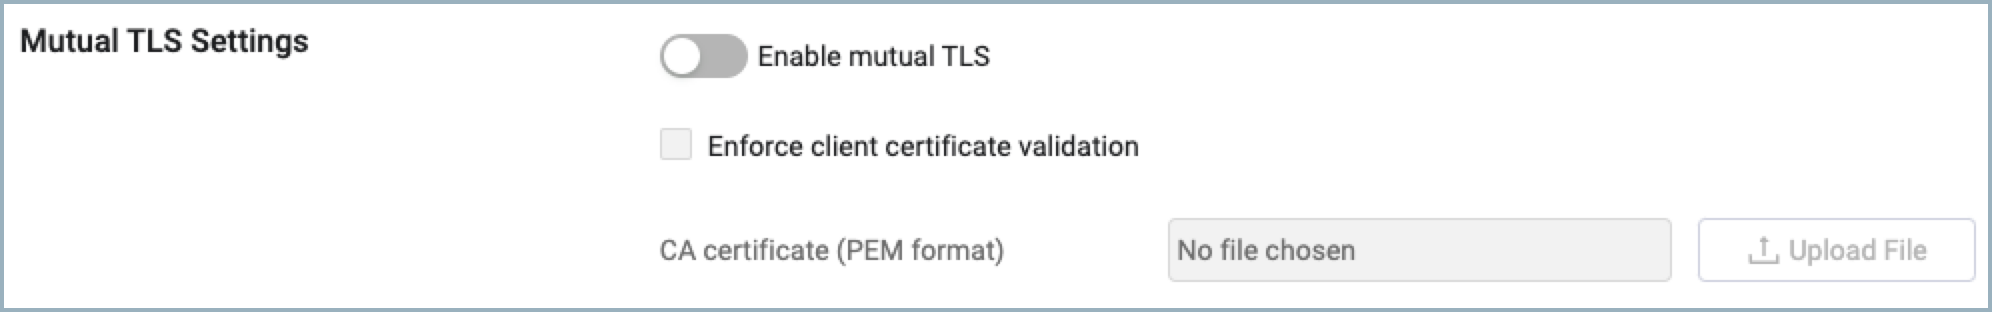 Mutual TLS Settings
Enable mutual TLS
Enforce client certificate validation
CA certificate (PEM format)
No file chosen
Upload File